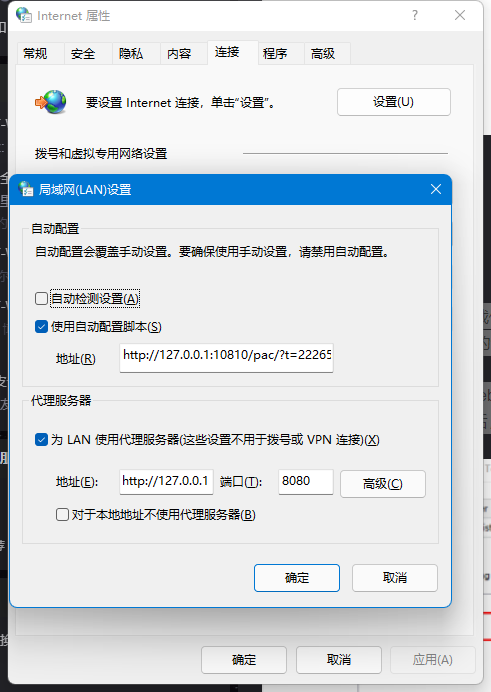 Internet 属性
常规 安全 隐私 内容 连接 程序 高级
要设置 Internet 连接，单击“设置”。
设置(U)
拨号和虚拟专用网络设置
局域网(LAN)设置
自动配置
自动配置会覆盖手动设置。要确保使用手动设置，请禁用自动配置。
自动检测设置(A)
使用自动配置脚本(S)
地址(R) http://127.0.0.1:10810/pac/?t=22265
代理服务器
为 LAN 使用代理服务器(这些设置不用于拨号或 VPN 连接)(X)
地址(E): http://127.0.0.1 端口(T): 8080 高级(C)
对于本地地址不使用代理服务器(B)
确定 取消
确定 取消 应用(A)